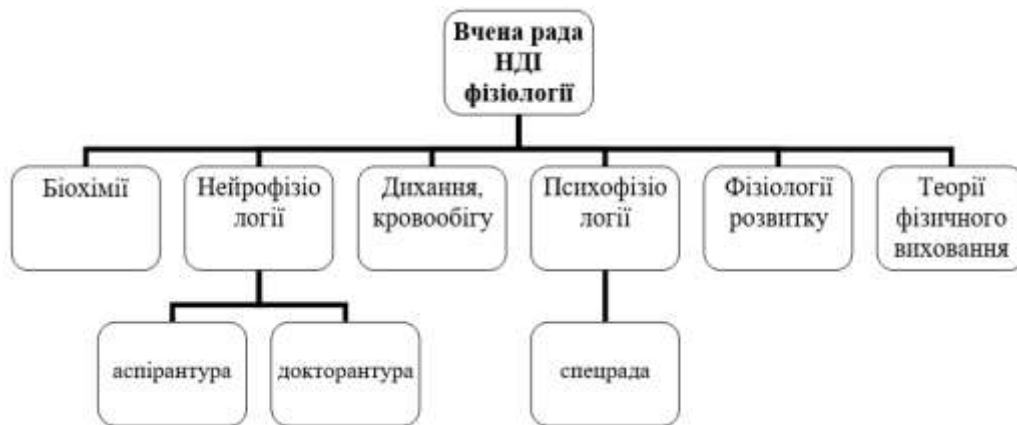 Вчена рада
НДІ
фізіології
Біохімії
Нейрофізіо
логії
Дихання,
кровообігу
Психофізіо
логії
Фізіології
розвитку
Теорії
фізичного
виховання
аспірантура
докторантура
спецрада